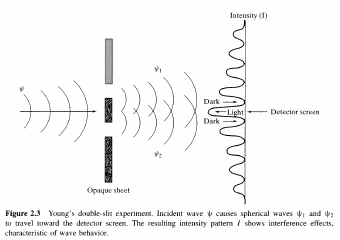 Intensity (I)
ψ
ψ1
Dark
Light
Detector screen
Dark
ψ2
Opaque sheet
Figure 2.3 Young's double-slit experiment. Incident wave ψ causes spherical waves ψ1 and ψ2
to travel toward the detector screen. The resulting intensity pattern I shows interference effects,
characteristic of wave behavior.